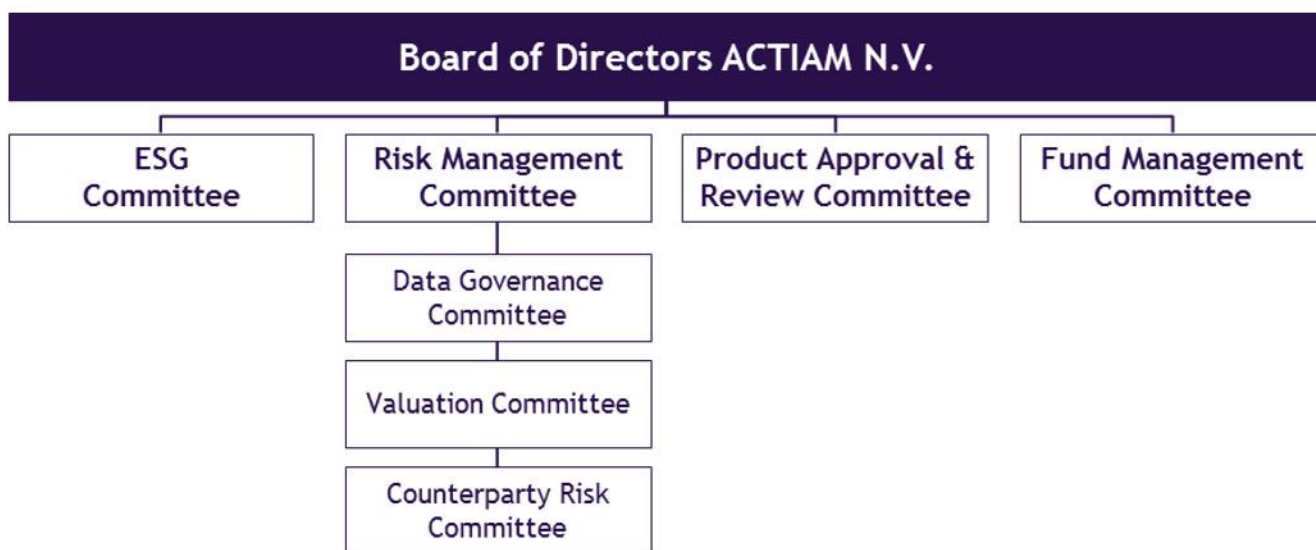 Board of Directors ACTIAM N.V.
ESG
Committee
Risk Management
Committee
Product Approval &
Review Committee
Fund Management
Committee
Data Governance
Committee
Valuation Committee
Counterparty Risk
Committee